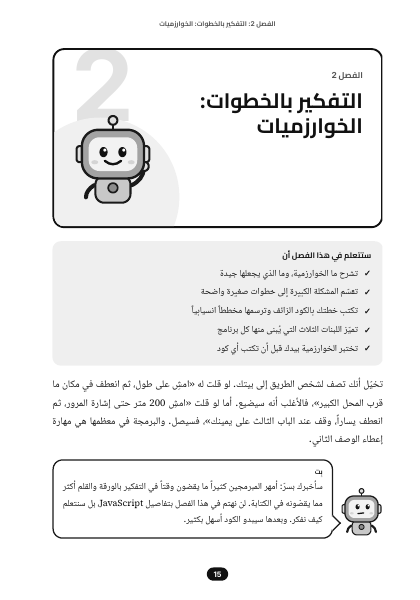 الفصل 2: التفكير بالخطوات: الخوارزميات
2
الفصل 2
التفكير بالخطوات:
الخوارزميات
ستتعلم في هذا الفصل أن
✔ تشرح ما الخوارزمية، وما الذي يجعلها جيدة
✔ تقسّم المشكلة الكبيرة إلى خطوات صغيرة واضحة
✔ تكتب خطتك بالكود الزائف وترسمها مخططاً انسيابياً
✔ تميّز اللبنات الثلاث التي يُبنى منها كل برنامج
✔ تختبر الخوارزمية بيدك قبل أن تكتب أي كود
تخيّل أنك تصف لشخص الطريق إلى بيتك. لو قلت له «امشِ على طول، ثم انعطف في مكان ما
قرب المحل الكبير»، فالأغلب أنه سيضيع. أما لو قلت «امشِ 200 متر حتى إشارة المرور، ثم
انعطف يساراً، وقف عند الباب الثالث على يمينك»، فسيصل. والبرمجة في معظمها هي مهارة
إعطاء الوصف الثاني.
بِت
سأخبرك بسرّ: أمهر المبرمجين كثيراً ما يقضون وقتاً في التفكير بالورقة والقلم أكثر
مما يقضونه في الكتابة. لن نهتم في هذا الفصل بتفاصيل JavaScript بل سنتعلم
كيف نفكر. وبعدها سيبدو الكود أسهل بكثير.
15